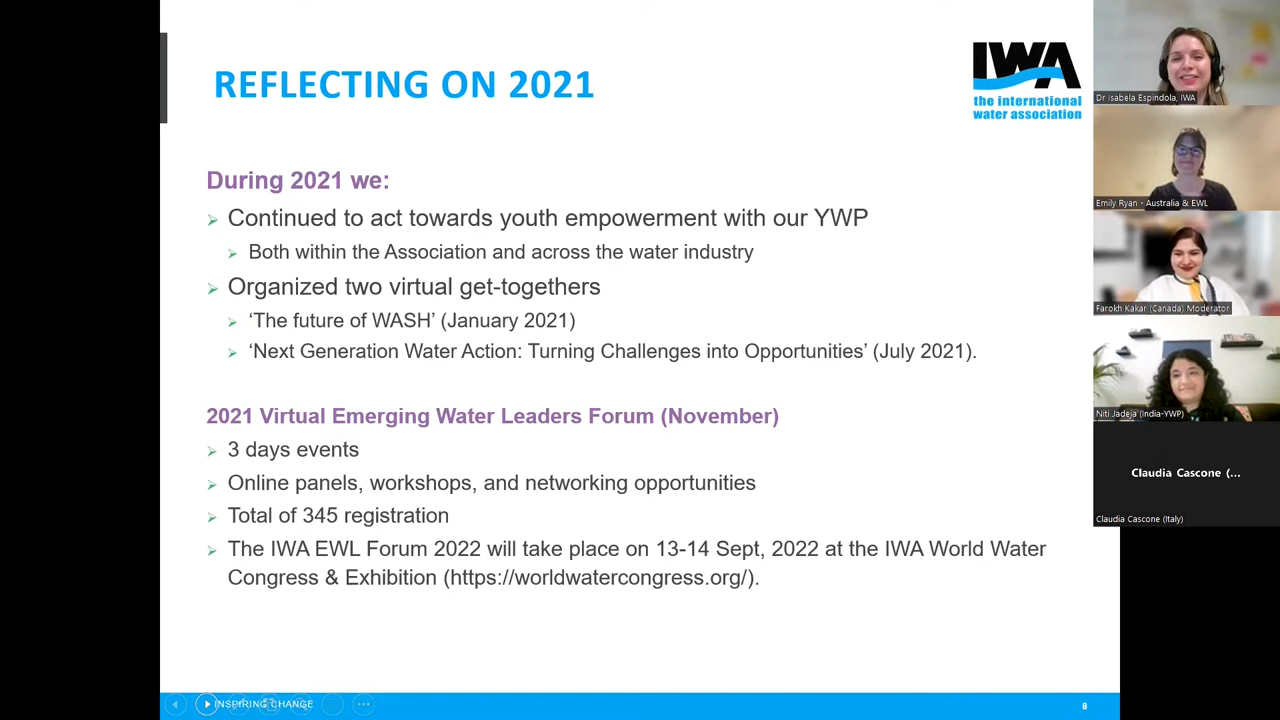 REFLECTING ON 2021
IWA
the international
water association
During 2021 we:
Continued to act towards youth empowerment with our YWP
Both within the Association and across the water industry
Organized two virtual get-togethers
‘The future of WASH’ (January 2021)
‘Next Generation Water Action: Turning Challenges into Opportunities’ (July 2021).
2021 Virtual Emerging Water Leaders Forum (November)
3 days events
Online panels, workshops, and networking opportunities
Total of 345 registration
The IWA EWL Forum 2022 will take place on 13-14 Sept, 2022 at the IWA World Water
Congress & Exhibition (https://worldwatercongress.org/).
INSPIRING CHANGE
8
Dr Isabela Espindola, IWA
Emily Ryan - Australia & EWL
Farokh Kakar (Canada) Moderator
Niti Jadeja (India-YWP)
Claudia Cascone (...
Claudia Cascone (Italy)